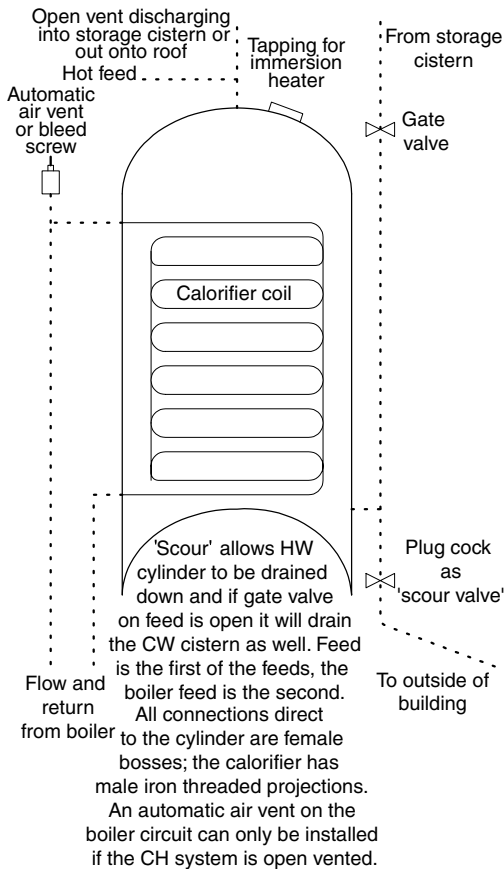 Open vent discharging
into storage cistern or
out onto roof
Hot feed
Tapping for
immersion
heater
From storage
cistern
Automatic
air vent
or bleed
screw
Gate
valve
Calorifier coil
'Scour' allows HW
cylinder to be drained
down and if gate valve
on feed is open it will drain
the CW cistern as well. Feed
is the first of the feeds, the
boiler feed is the second.
All connections direct
to the cylinder are female
bosses; the calorifier has
male iron threaded projections.
An automatic air vent on the
boiler circuit can only be installed
if the CH system is open vented.
Plug cock
as
'scour valve'
Flow and
return
from boiler
To outside of
building